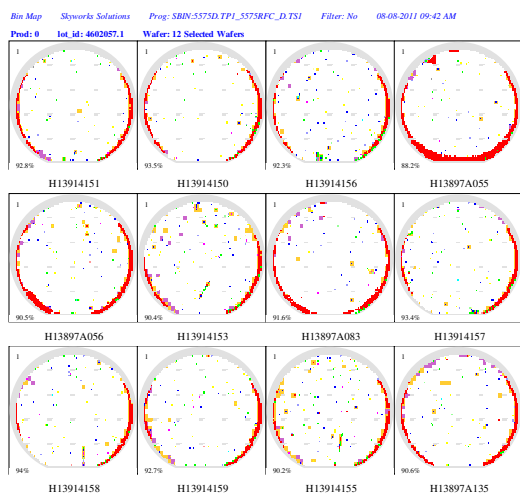 Bin Map Skyworks Solutions Prog: SBIN:5575D.TP1_5575RFC_D.TS1 Filter: No 08-08-2011 09:42 AM
Prod: 0 lot_id: 4602057.1 Wafer: 12 Selected Wafers
1 1 1 1
92.8% 93.5% 92.3% 88.2%
H13914151 H13914150 H13914156 H13897A055
1 1 1 1
90.5% 90.4% 91.6% 93.4%
H13897A056 H13914153 H13897A083 H13914157
1 1 1 1
94% 92.7% 90.2% 90.6%
H13914158 H13914159 H13914155 H13897A135